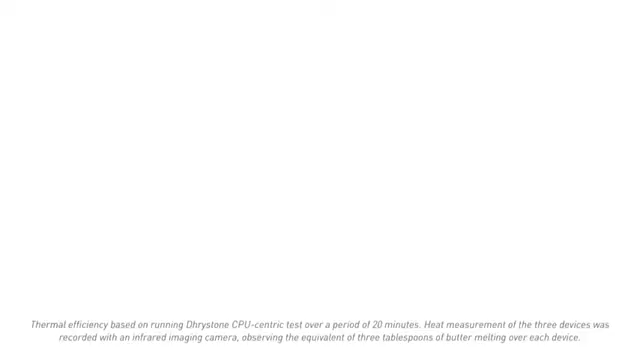 Thermal efficiency based on running Dhrystone CPU-centric test over a period of 20 minutes. Heat measurement of the three devices was
recorded with an infrared imaging camera, observing the equivalent of three tablespoons of butter melting over each device.